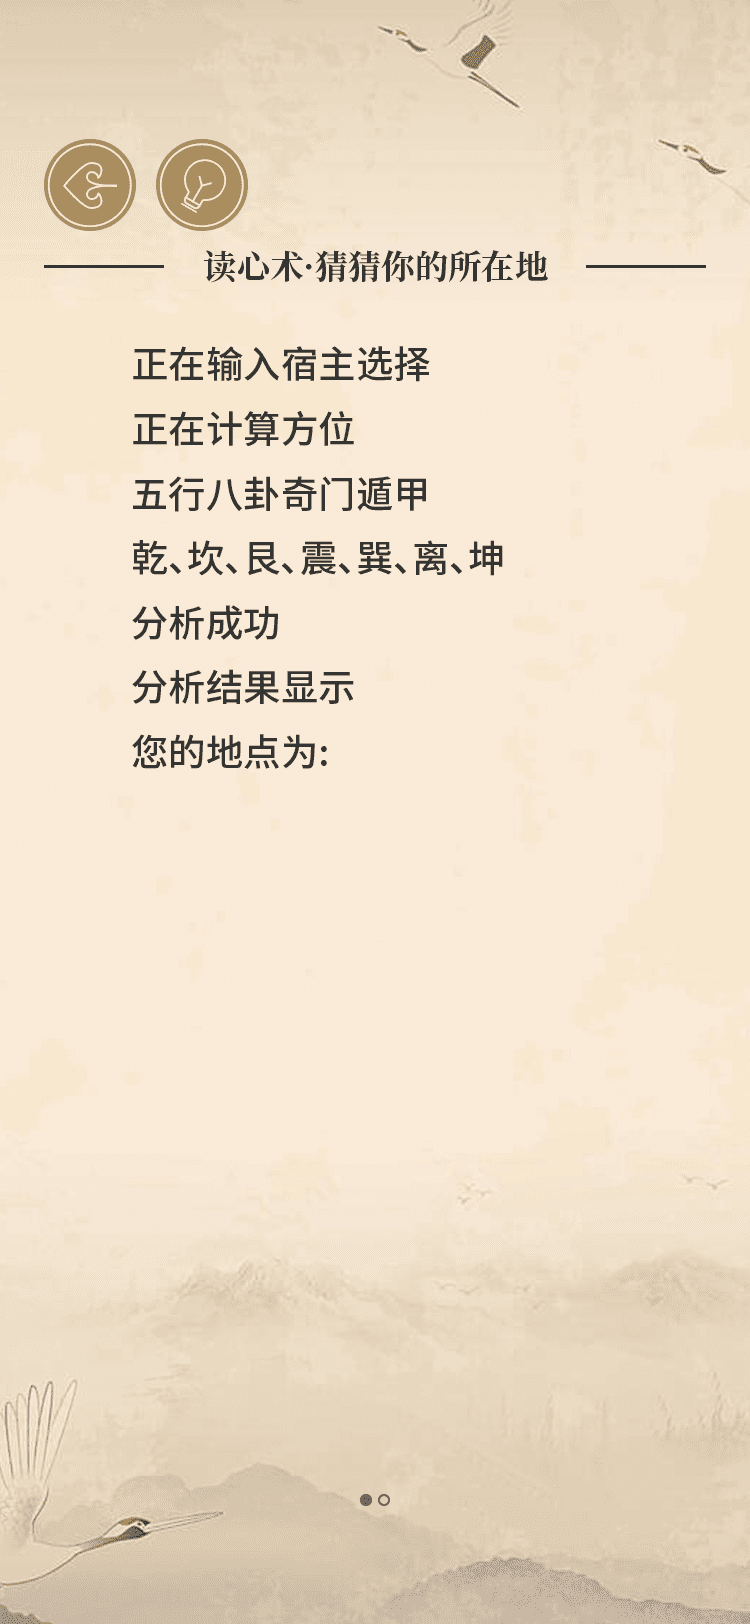 读心术·猜猜你的所在地
正在输入宿主选择
正在计算方位
五行八卦奇门遁甲
乾、坎、艮、震、巽、离、坤
分析成功
分析结果显示
您的地点为: